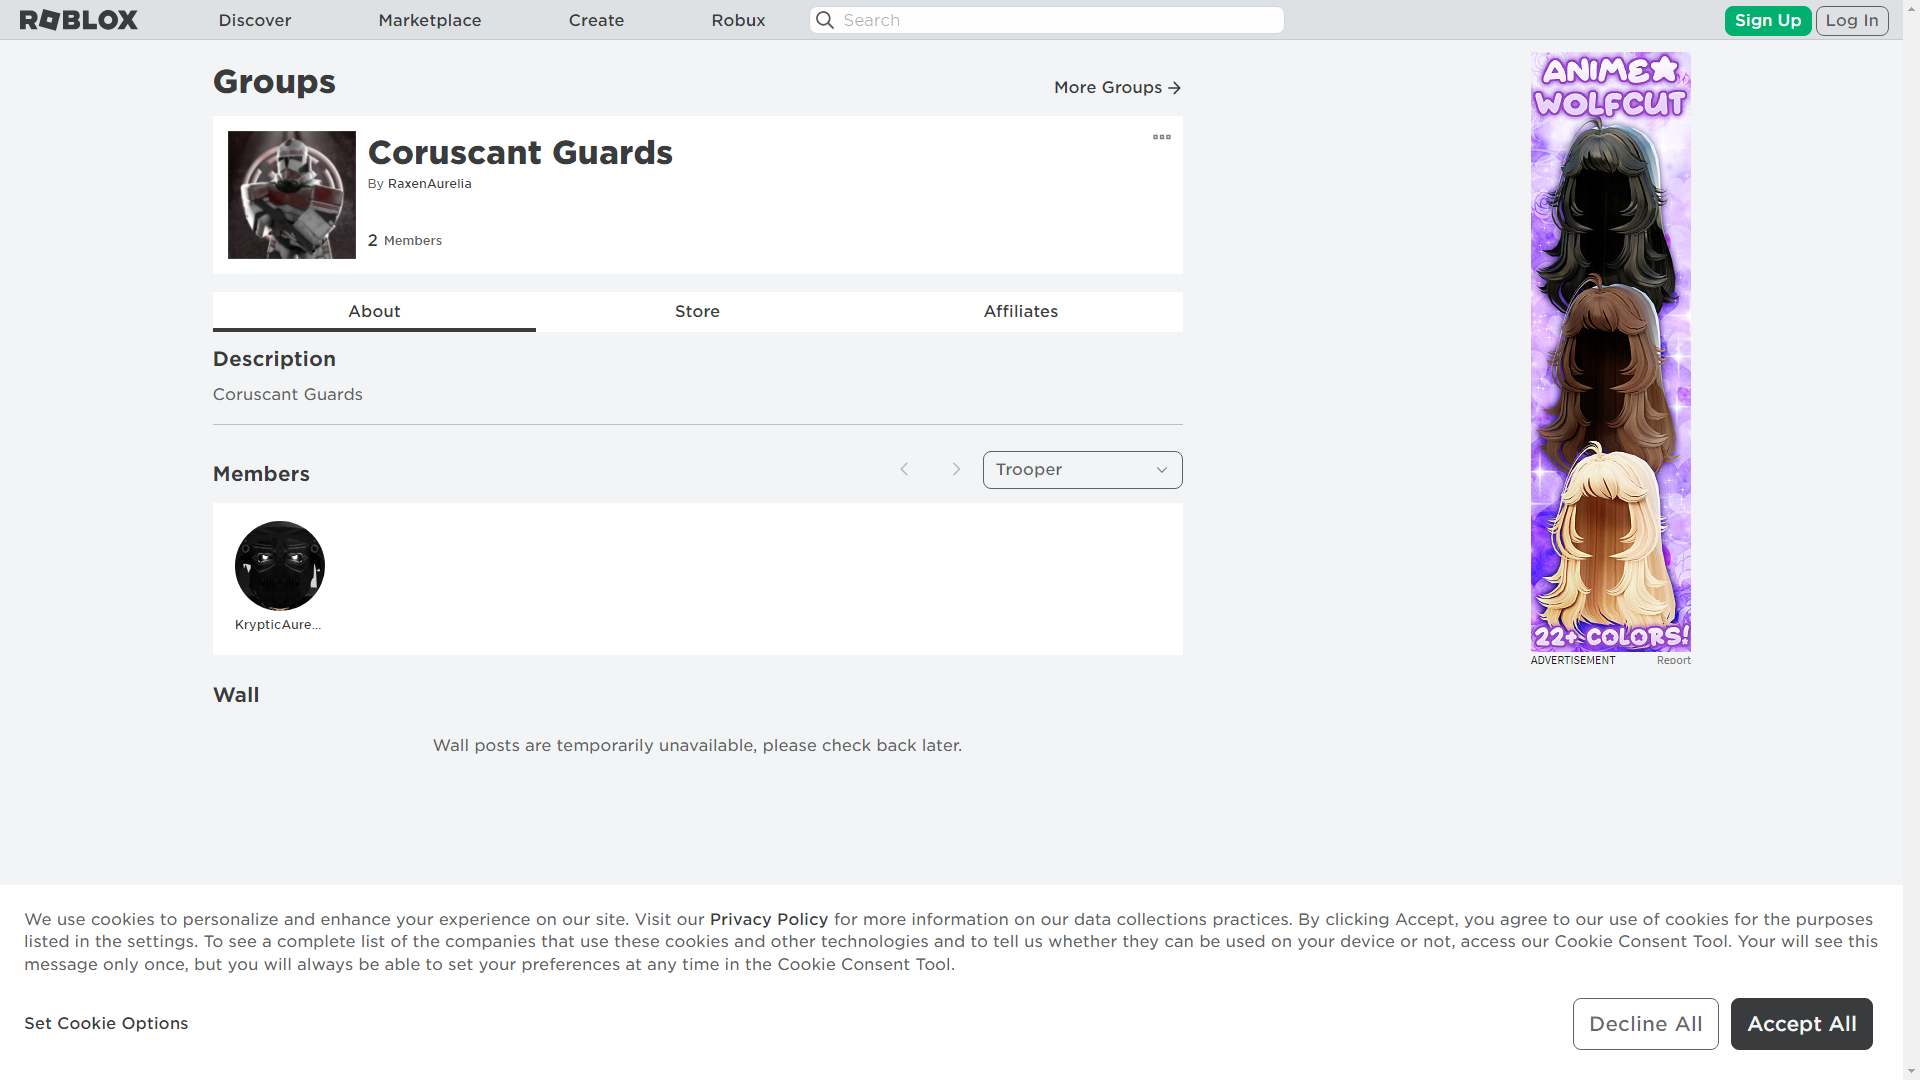 ROBLOX
Discover
Marketplace
Create
Robux
Search
Sign Up
Log In
Groups
More Groups
Coruscant Guards
By RaxenAurelia
2 Members
About
Store
Affiliates
Description
Coruscant Guards
Members
Trooper
KrypticAure...
Wall
Wall posts are temporarily unavailable, please check back later.
ANIME
WOLFCUT
22+ COLORS!
ADVERTISEMENT
Report
We use cookies to personalize and enhance your experience on our site. Visit our Privacy Policy for more information on our data collections practices. By clicking Accept, you agree to our use of cookies for the purposes
listed in the settings. To see a complete list of the companies that use these cookies and other technologies and to tell us whether they can be used on your device or not, access our Cookie Consent Tool. Your will see this
message only once, but you will always be able to set your preferences at any time in the Cookie Consent Tool.
Set Cookie Options
Decline All
Accept All